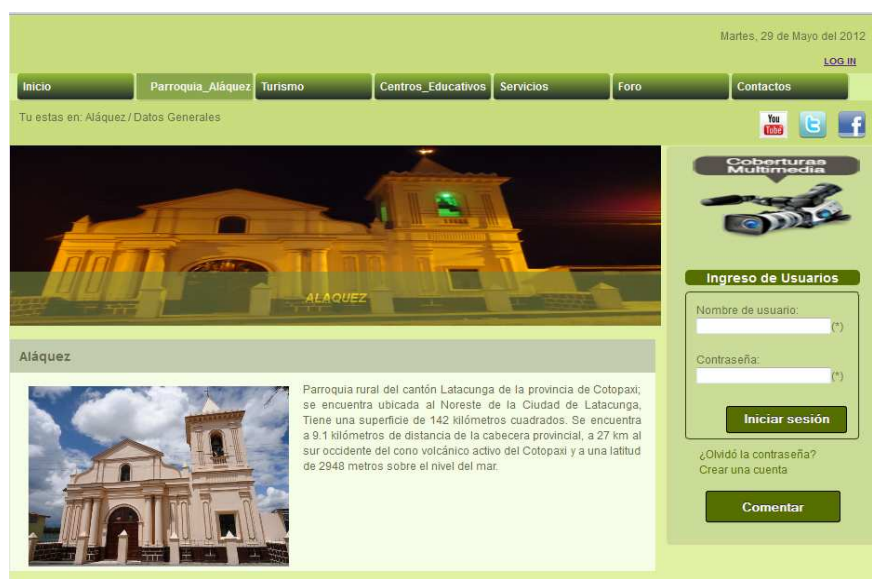 Martes, 29 de Mayo del 2012
LOG IN
Inicio Parroquia_Aláquez Turismo Centros_Educativos Servicios Foro Contactos
Tu estas en: Aláquez / Datos Generales
You
Tube
Coberturas
Multimedia
ALAQUEZ
Ingreso de Usuarios
Nombre de usuario:
(*)
Contraseña:
(*)
Iniciar sesión
¿Olvidó la contraseña?
Crear una cuenta
Comentar
Aláquez
Parroquia rural del cantón Latacunga de la provincia de Cotopaxi;
se encuentra ubicada al Noreste de la Ciudad de Latacunga,
Tiene una superficie de 142 kilómetros cuadrados. Se encuentra
a 9.1 kilómetros de distancia de la cabecera provincial, a 27 km al
sur occidente del cono volcánico activo del Cotopaxi y a una latitud
de 2948 metros sobre el nivel del mar.